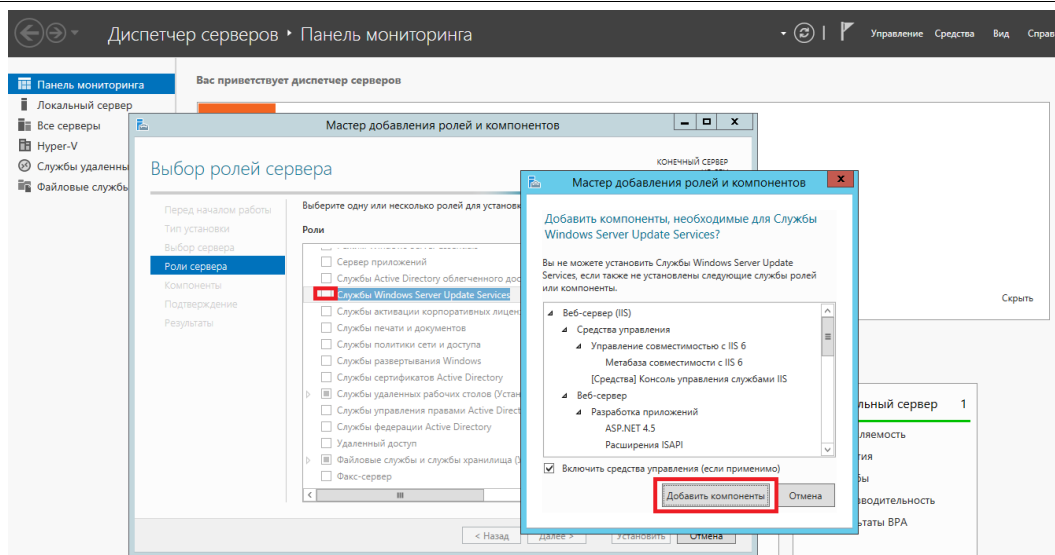 Диспетчер серверов ‣ Панель мониторинга
Управление Средства Вид Справ
Панель мониторинга
Локальный сервер
Все серверы
Hyper-V
Службы удаленны
Файловые службы
Вас приветствует диспетчер серверов
Мастер добавления ролей и компонентов
Выбор ролей сервера
КОНЕЧНЫЙ СЕРВЕР
Перед началом работы
Тип установки
Выбор сервера
Роли сервера
Компоненты
Подтверждение
Результаты
Выберите одну или несколько ролей для установк
Роли
Сервер приложений
Службы Active Directory облегченного дос
Службы Windows Server Update Services
Службы активации корпоративных лицен
Службы печати и документов
Службы политики сети и доступа
Службы развертывания Windows
Службы сертификатов Active Directory
Службы удаленных рабочих столов (Устан
Службы управления правами Active Direct
Службы федерации Active Directory
Удаленный доступ
Файловые службы и службы хранилища (
Факс-сервер
< Назад Далее > Установить Отмена
Мастер добавления ролей и компонентов
Добавить компоненты, необходимые для Службы
Windows Server Update Services?
Вы не можете установить Службы Windows Server Update
Services, если также не установлены следующие службы ролей
или компоненты.
Веб-сервер (IIS)
Средства управления
Управление совместимостью с IIS 6
Метабаза совместимости с IIS 6
[Средства] Консоль управления службами IIS
Веб-сервер
Разработка приложений
ASP.NET 4.5
Расширения ISAPI
Включить средства управления (если применимо)
Добавить компоненты Отмена
Скрыть
льный сервер 1
ляемость
тия
бы
зводительность
ьтаты BPA